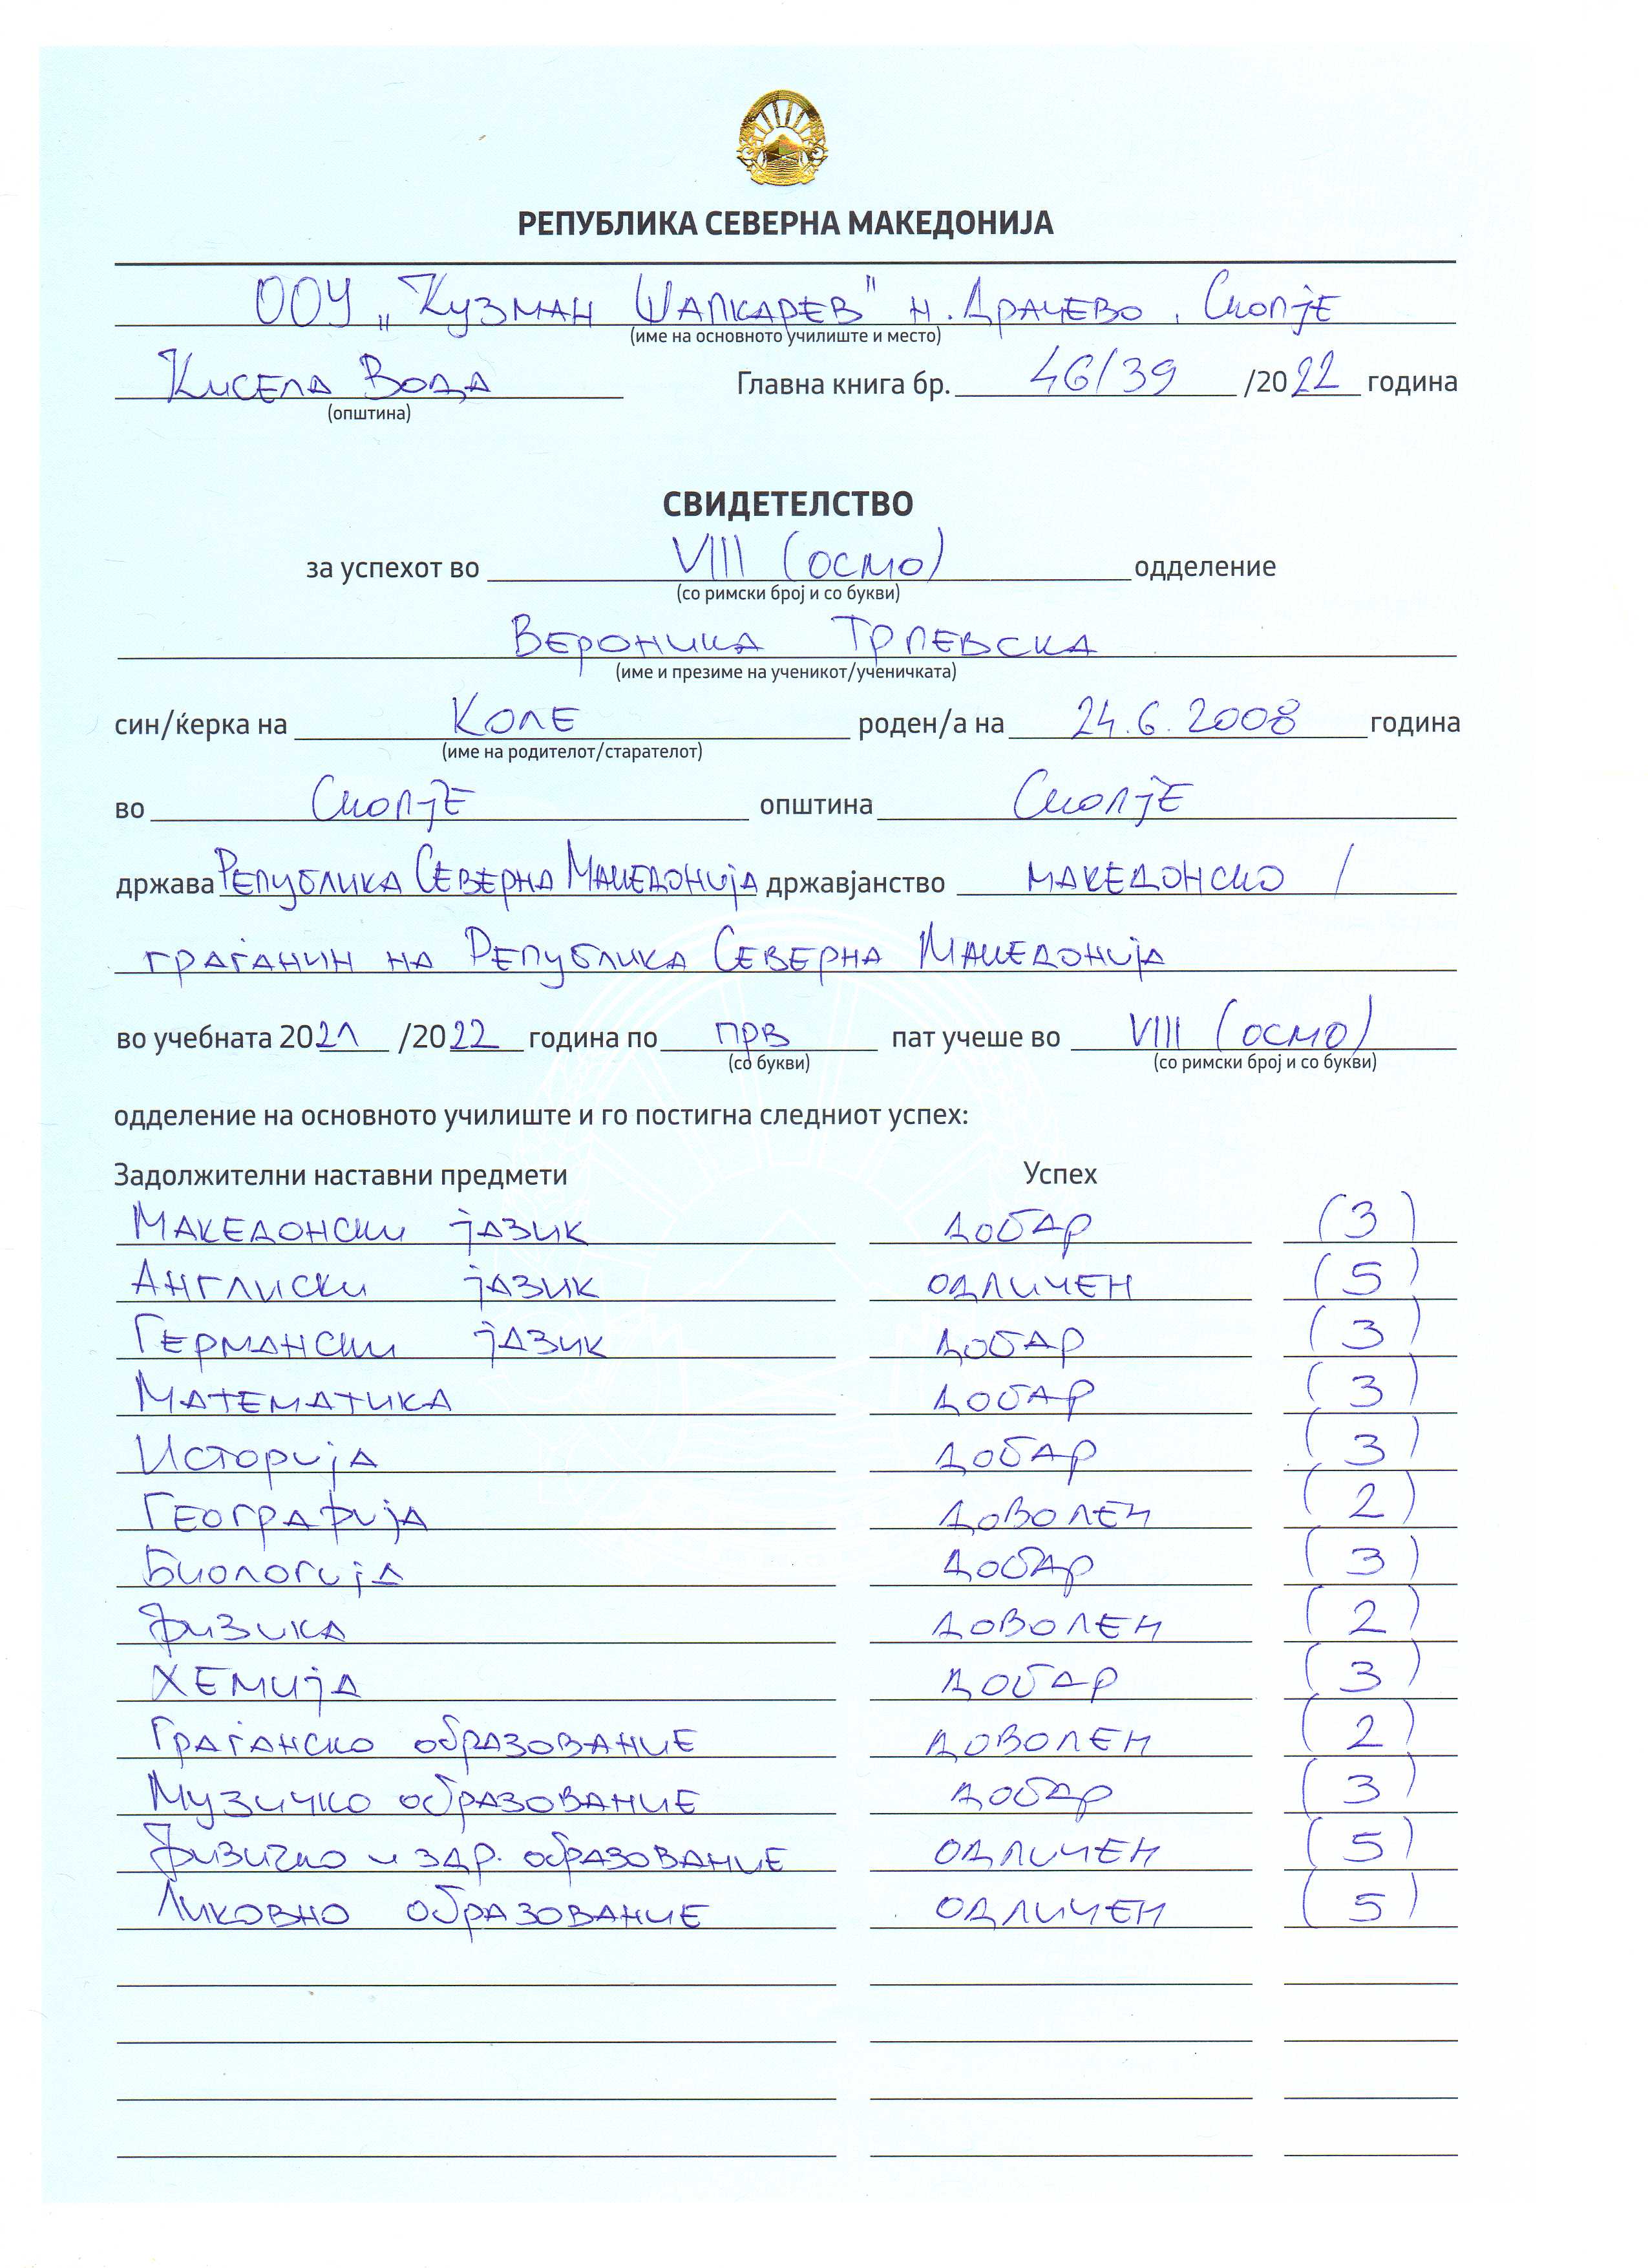 РЕПУБЛИКА СЕВЕРНА МАКЕДОНИЈА
ООУ „Кузман Шапкарев" н. Драчево, Скопје
(име на основното училиште и место)
Кисела Вода Главна книга бр. 46/39 /2022 година
(општина)
СВИДЕТЕЛСТВО
за успехот во VIII (осмо) одделение
(со римски број и со букви)
Вероника Трпевска
(име и презиме на ученикот/ученичката)
син/ќерка на Коле роден/а на 24.6.2008 година
(име на родителот/старателот)
во Скопје општина Скопје
држава Република Северна Македонија државјанство македонско /
граѓанин на Република Северна Македонија
во учебната 2021 /2022 година по прв пат учеше во VIII (осмо)
(со букви) (со римски број и со букви)
одделение на основното училиште и го постигна следниот успех:
Задолжителни наставни предмети Успех
Македонски јазик добар (3)
Англиски јазик одличен (5)
Германски јазик добар (3)
Математика добар (3)
Историја добар (3)
Географија доволен (2)
Биологија добар (3)
Физика доволен (2)
Хемија добар (3)
Граѓанско образование доволен (2)
Музичко образование добар (3)
Физичко и здр. образование одличен (5)
Ликовно образование одличен (5)